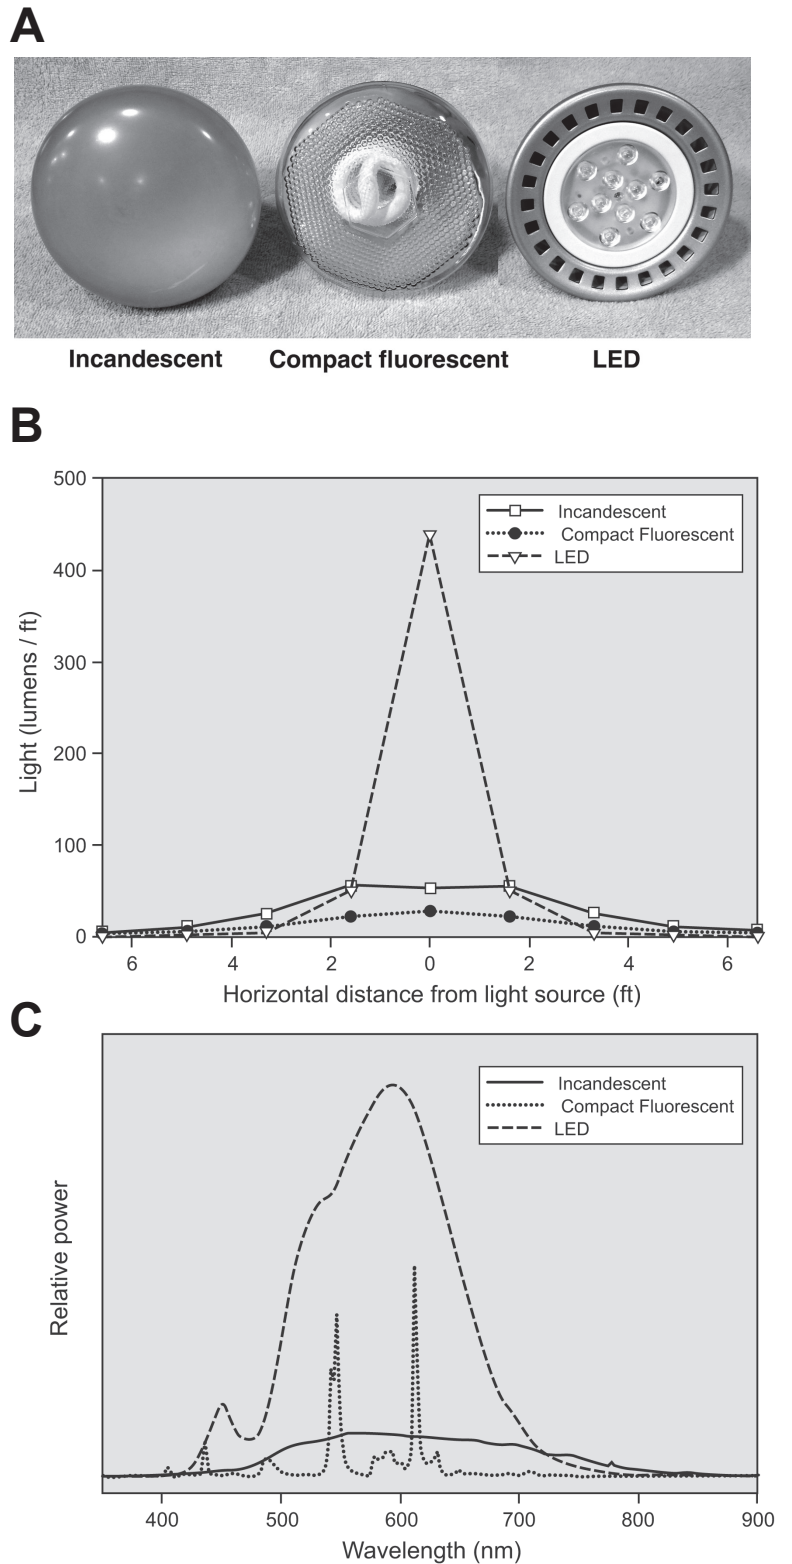 A
Incandescent Compact fluorescent LED
B
500
400
300
200
100
0
Light (lumens / ft)
Incandescent
Compact Fluorescent
LED
6 4 2 0 2 4 6
Horizontal distance from light source (ft)
C
Relative power
Incandescent
Compact Fluorescent
LED
400 500 600 700 800 900
Wavelength (nm)